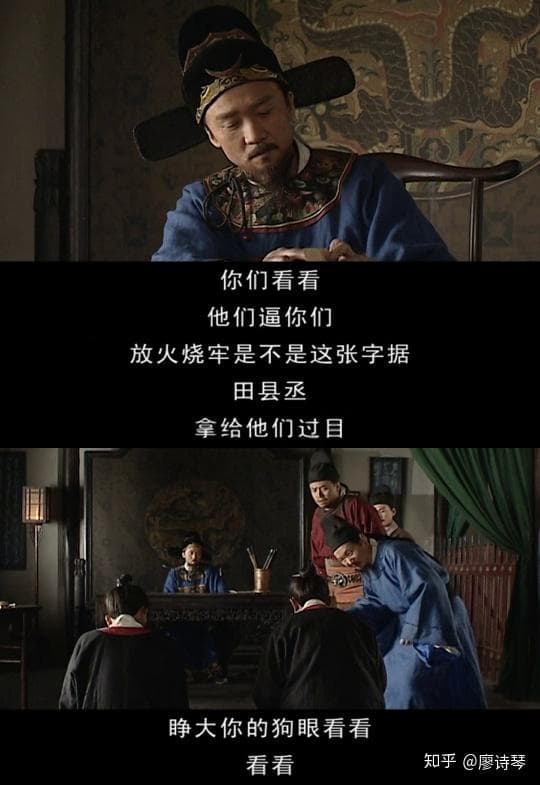 你们看看
他们逼你们
放火烧牢是不是这张字据
田县丞
拿给他们过目
睁大你的狗眼看看
看看
知乎 @廖诗琴